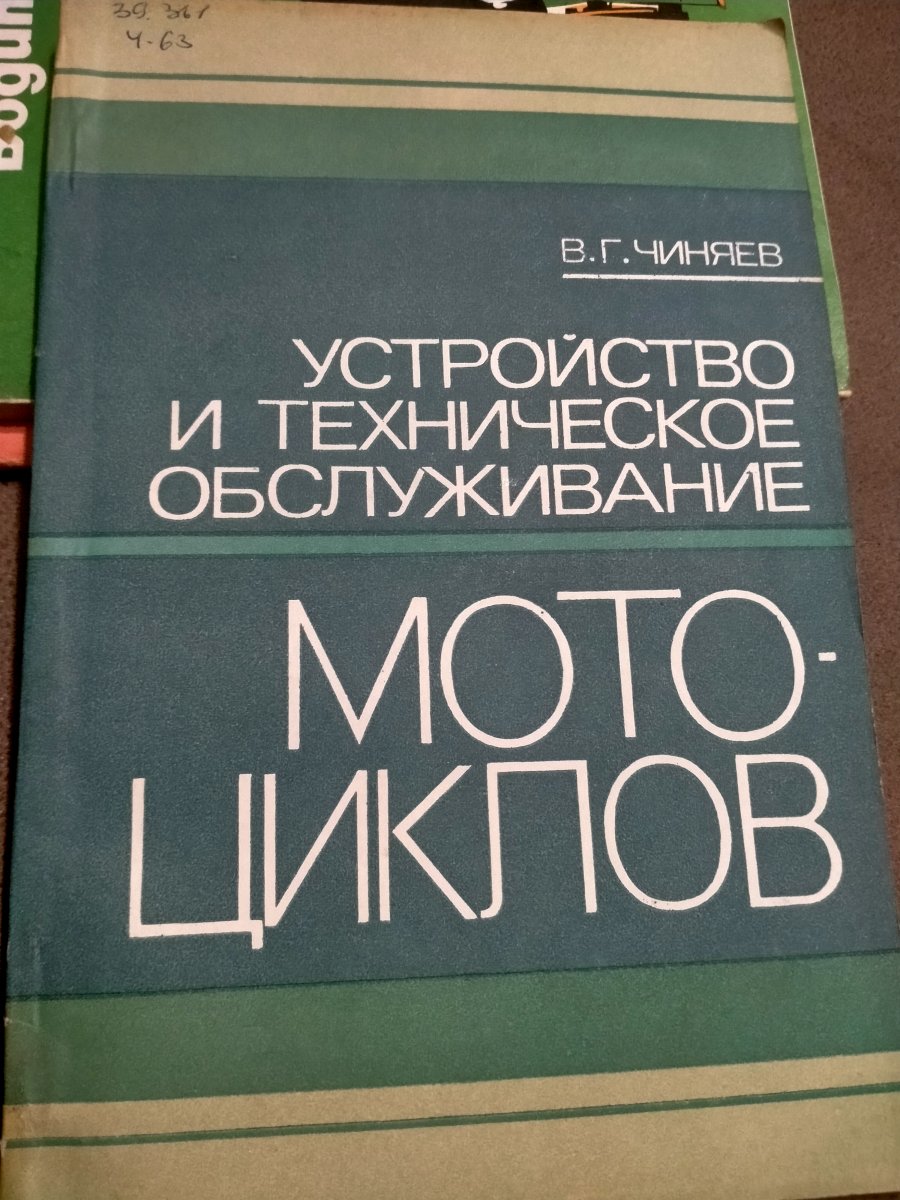 39.361
Ч-63
В.Г.ЧИНЯЕВ
УСТРОЙСТВО
И ТЕХНИЧЕСКОЕ
ОБСЛУЖИВАНИЕ
МОТО-
ЦИКЛОВ